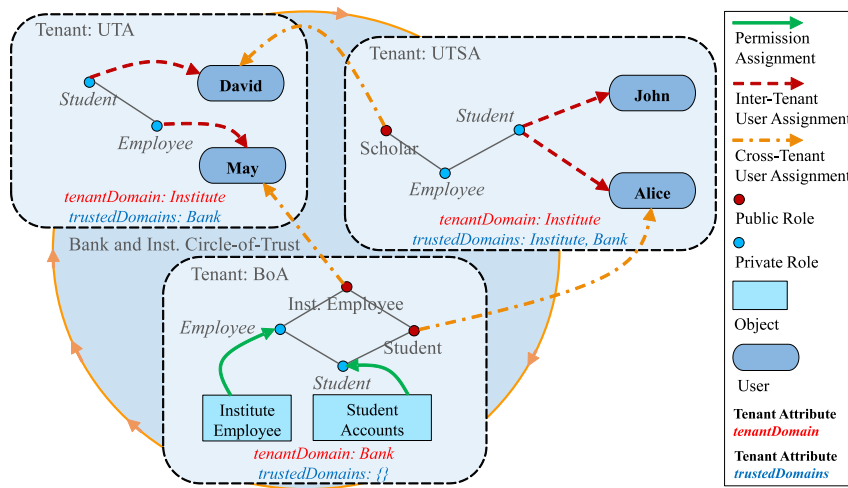 Tenant: UTA
David
Student
Employee
May
tenantDomain: Institute
trustedDomains: Bank
Tenant: UTSA
John
Student
Scholar
Employee
Alice
tenantDomain: Institute
trustedDomains: Institute, Bank
Bank and Inst. Circle-of-Trust
Tenant: BoA
Inst. Employee
Employee
Student
Student
Institute
Employee
Student
Accounts
tenantDomain: Bank
trustedDomains: {}
Permission
Assignment
Inter-Tenant
User Assignment
Cross-Tenant
User Assignment
Public Role
Private Role
Object
User
Tenant Attribute
tenantDomain
Tenant Attribute
trustedDomains